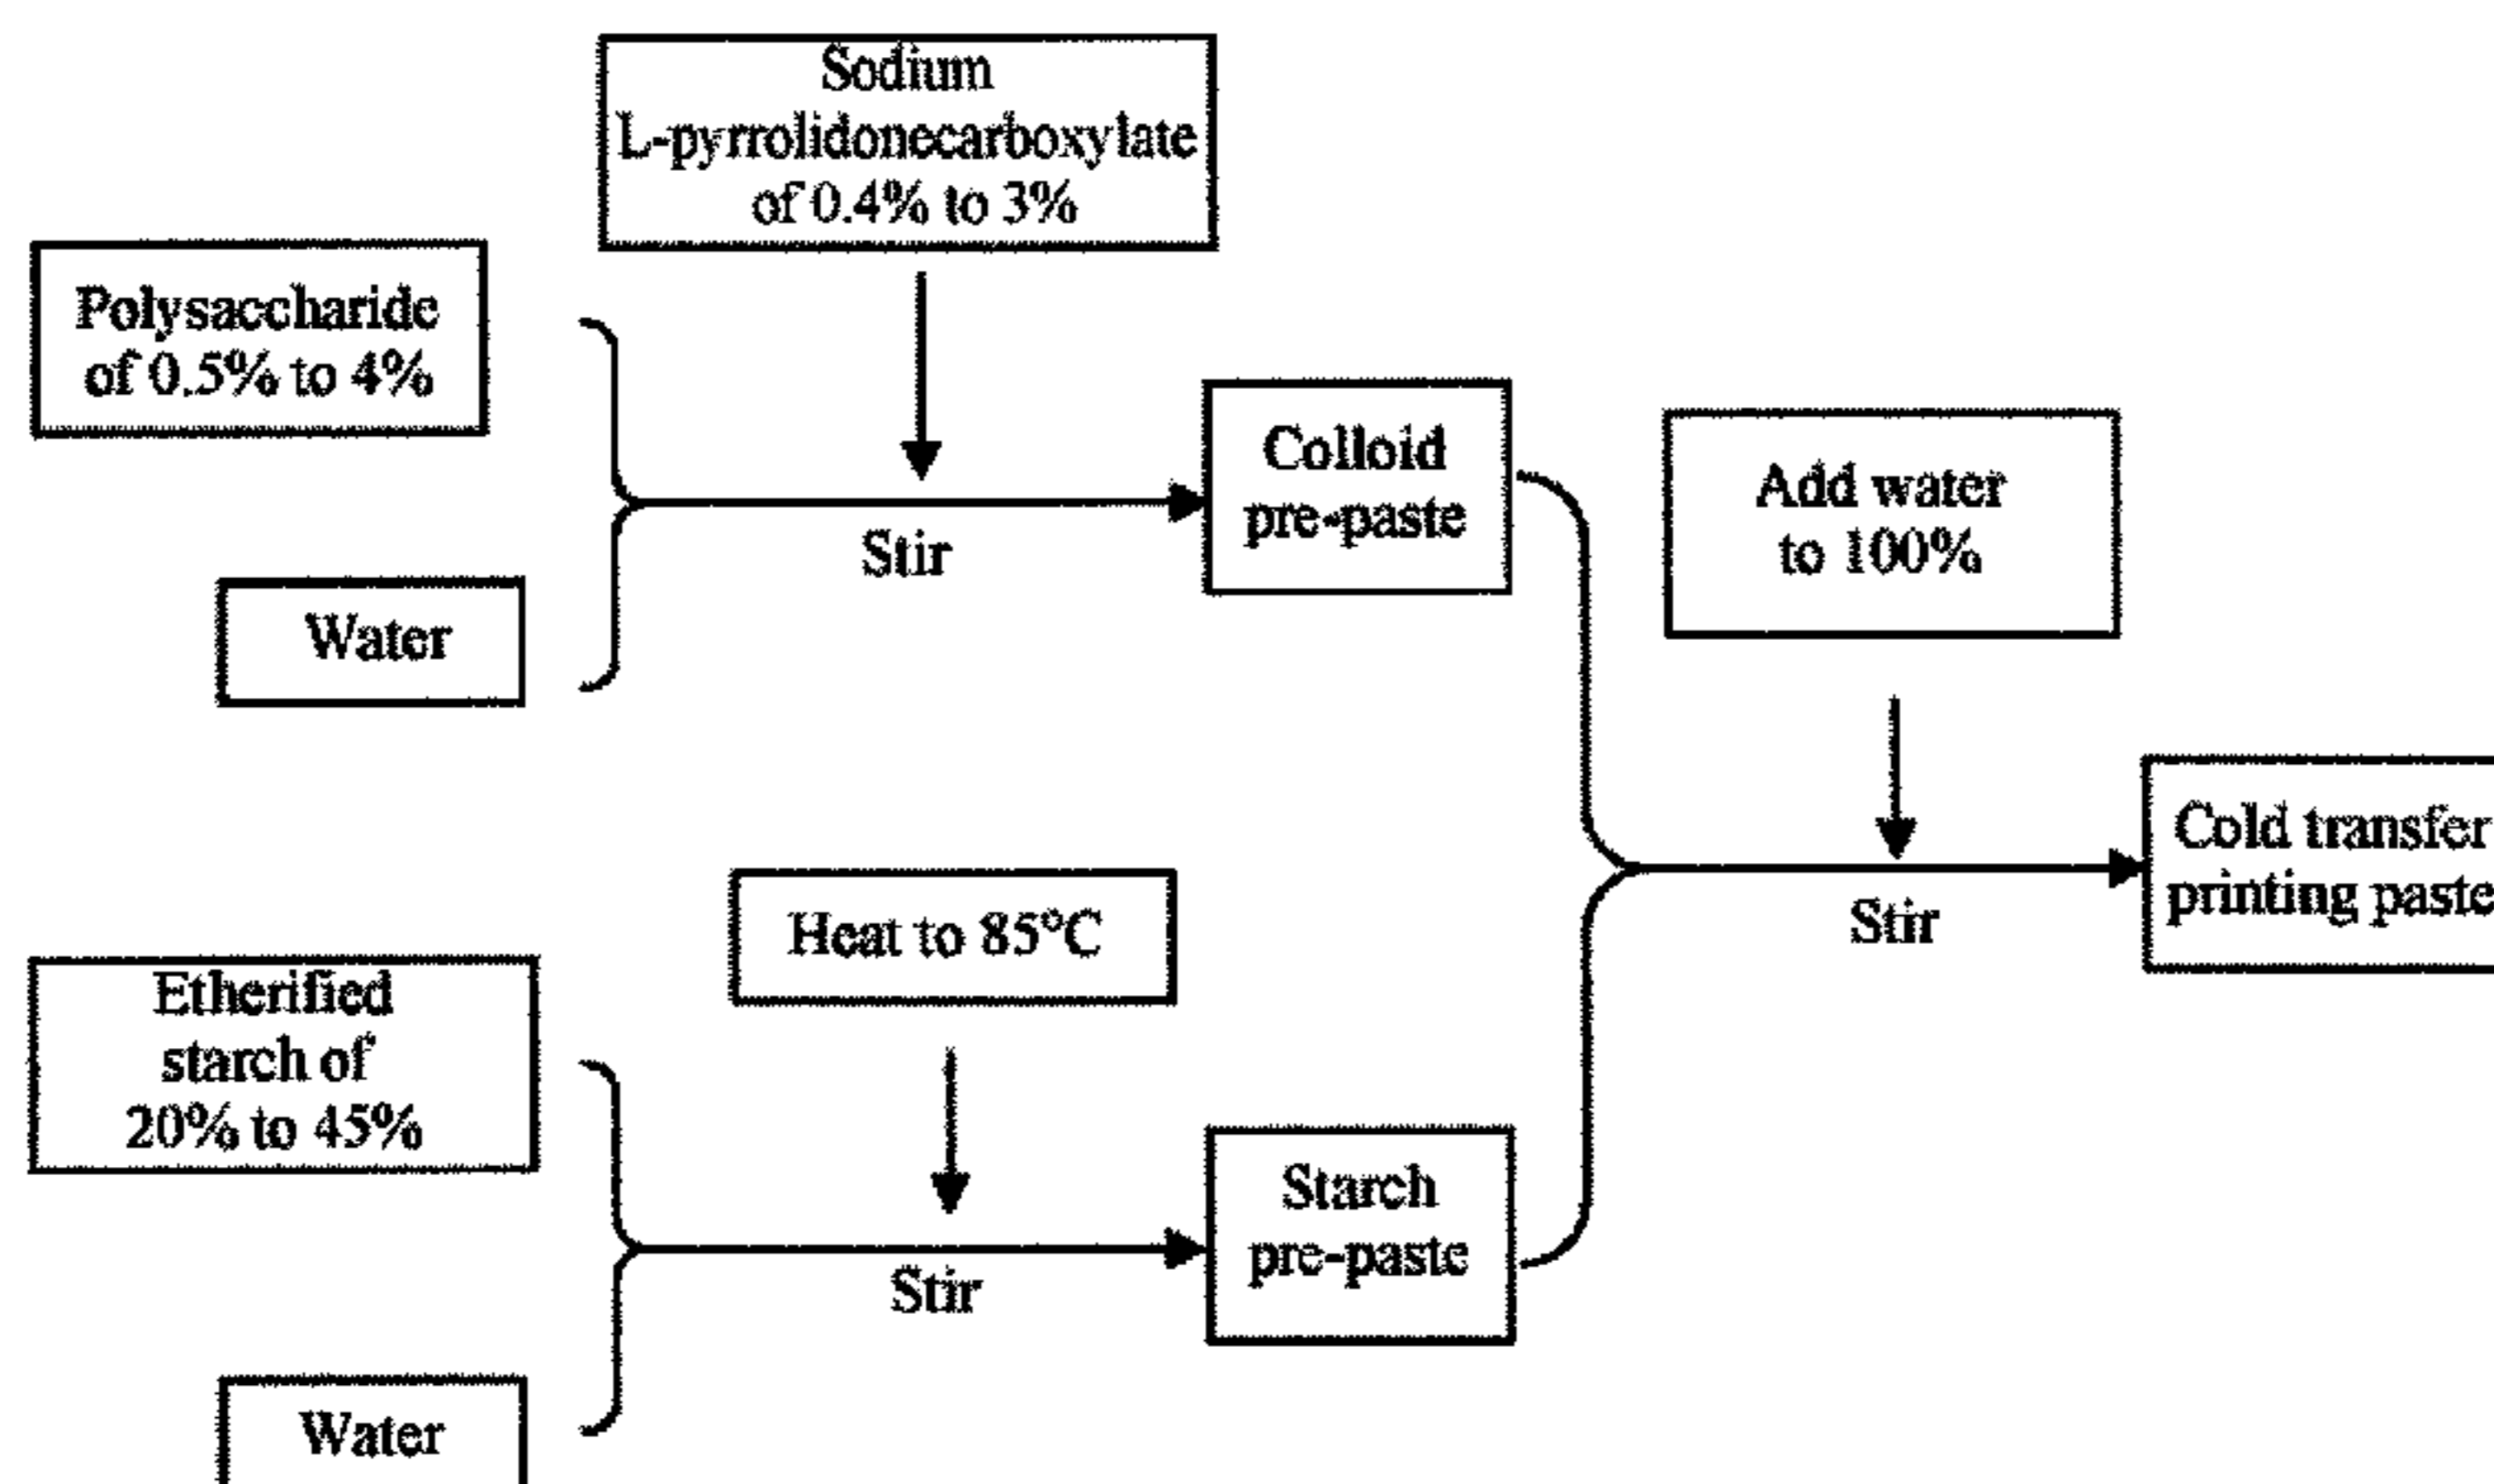 Sodium
L-pyrrolidonecarboxylate
of 0.4% to 3%
Polysaccharide
of 0.5% to 4%
Water
Stir
Colloid
pre-paste
Add water
to 100%
Cold transfer
printing paste
Stir
Heat to 85°C
Etherified
starch of
20% to 45%
Stir
Starch
pre-paste
Water